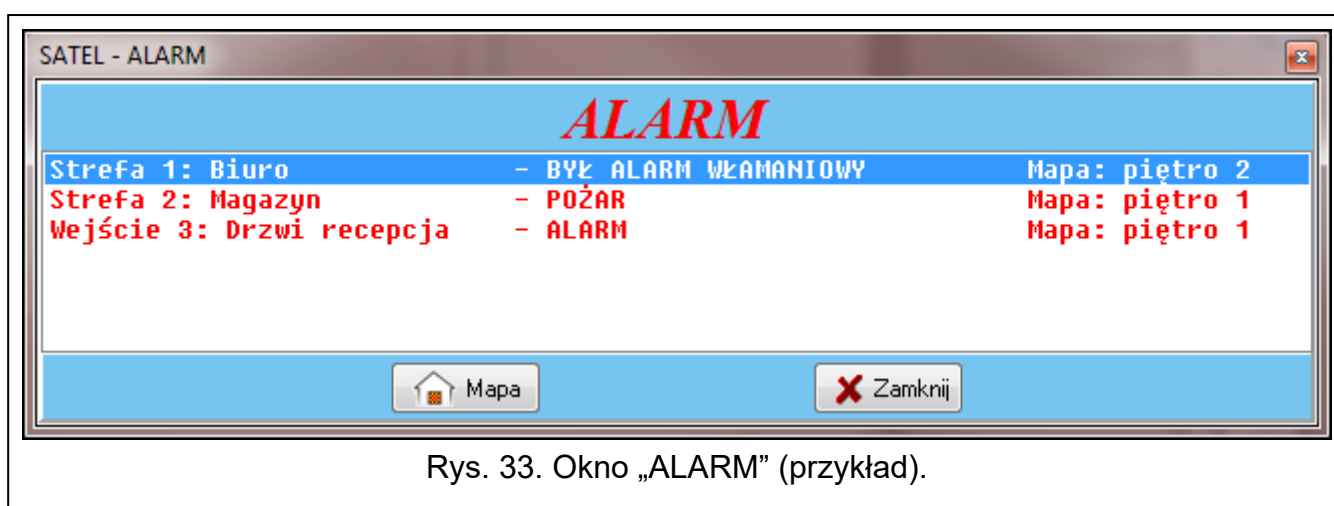 SATEL - ALARM
ALARM
Strefa 1: Biuro - BYŁ ALARM WŁAMANIOWY Mapa: piętro 2
Strefa 2: Magazyn - POŻAR Mapa: piętro 1
Wejście 3: Drzwi recepcja - ALARM Mapa: piętro 1
Mapa Zamknij
Rys. 33. Okno „ALARM” (przykład).